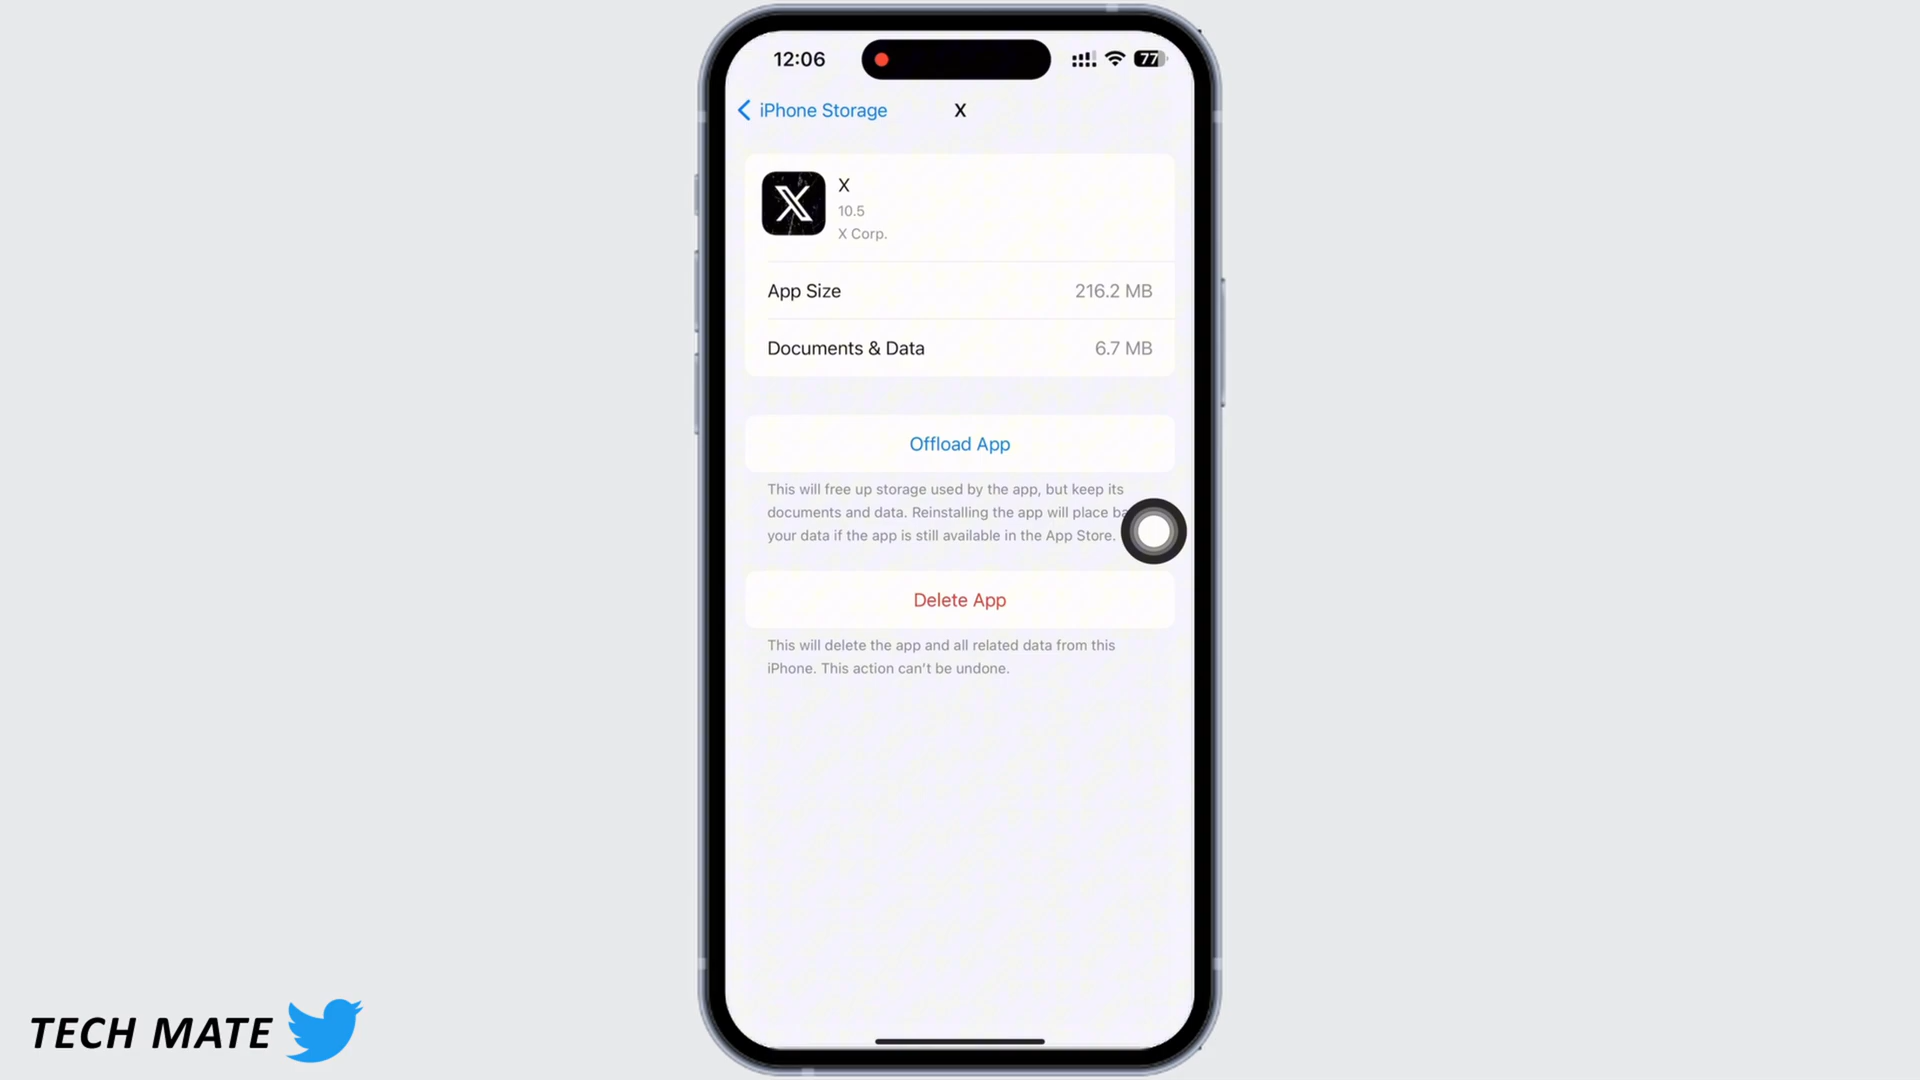 12:06
77
iPhone Storage
X
X
10.5
X Corp.
App Size
216.2 MB
Documents & Data
6.7 MB
Offload App
This will free up storage used by the app, but keep its
documents and data. Reinstalling the app will place
your data if the app is still available in the App Store.
Delete App
This will delete the app and all related data from this
iPhone. This action can't be undone.
TECH MATE